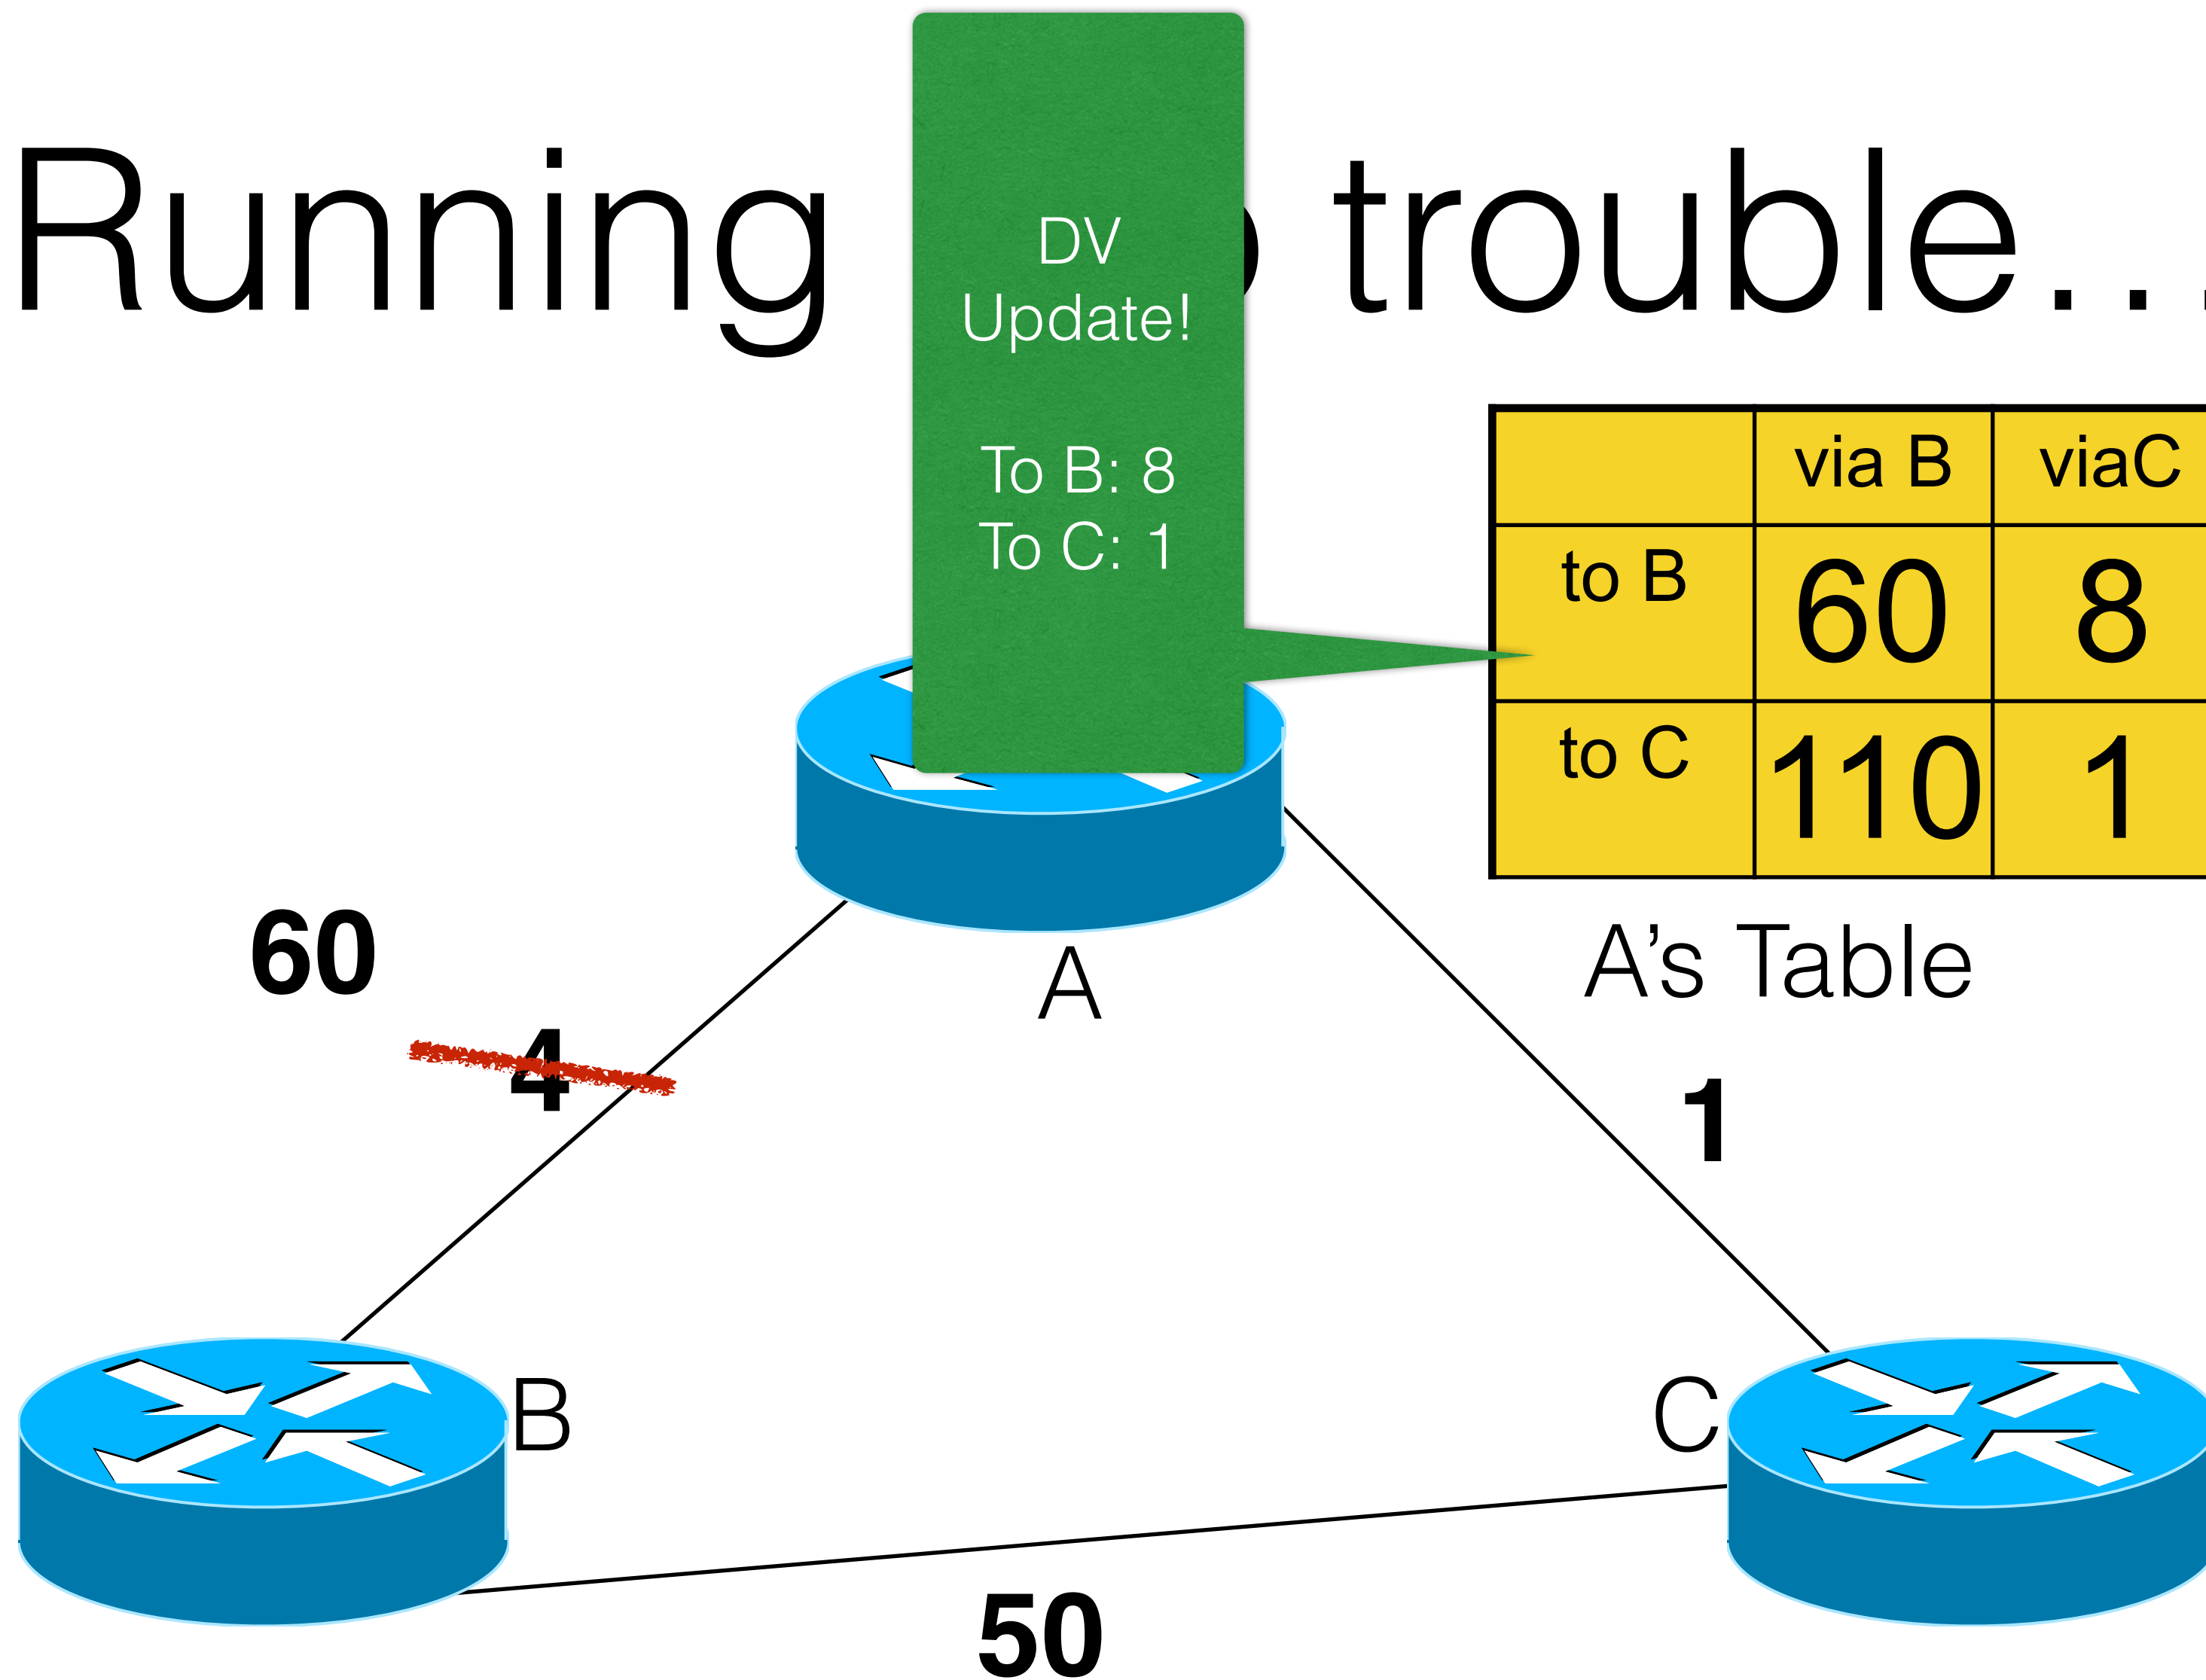 Running trouble...
DV
Update!
To B: 8
To C: 1
via B viaC
to B 60 8
to C 110 1
A's Table
60
4
A
1
B
C
50